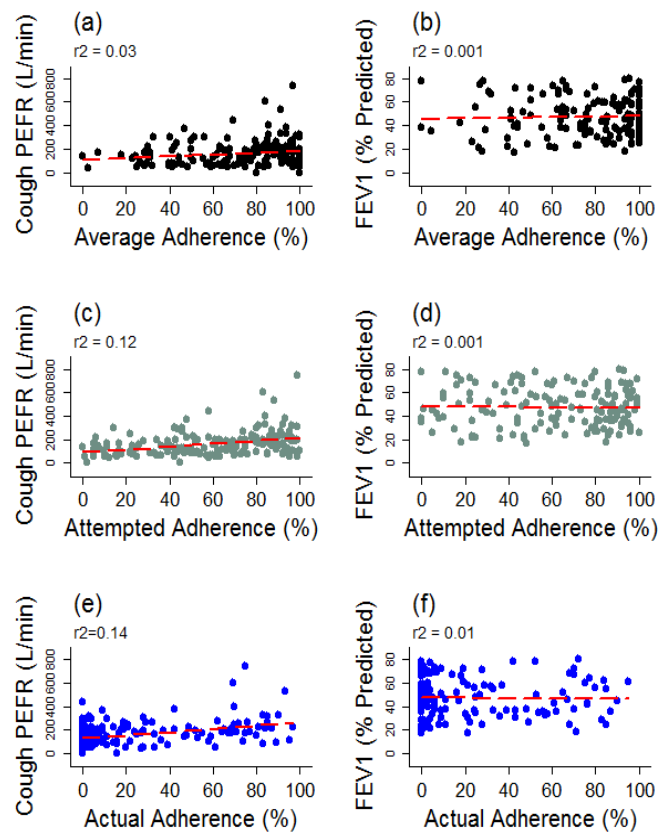 (a)
r2 = 0.03
Cough PEFR (L/min)
0 200 400 600 800
0 20 40 60 80 100
Average Adherence (%)
(b)
r2 = 0.001
FEV1 (% Predicted)
0 20 40 60 80
0 20 40 60 80 100
Average Adherence (%)
(c)
r2 = 0.12
Cough PEFR (L/min)
0 200 400 600 800
0 20 40 60 80 100
Attempted Adherence (%)
(d)
r2 = 0.001
FEV1 (% Predicted)
0 20 40 60 80
0 20 40 60 80 100
Attempted Adherence (%)
(e)
r2=0.14
Cough PEFR (L/min)
0 200 400 600 800
0 20 40 60 80 100
Actual Adherence (%)
(f)
r2 = 0.01
FEV1 (% Predicted)
0 20 40 60 80
0 20 40 60 80 100
Actual Adherence (%)